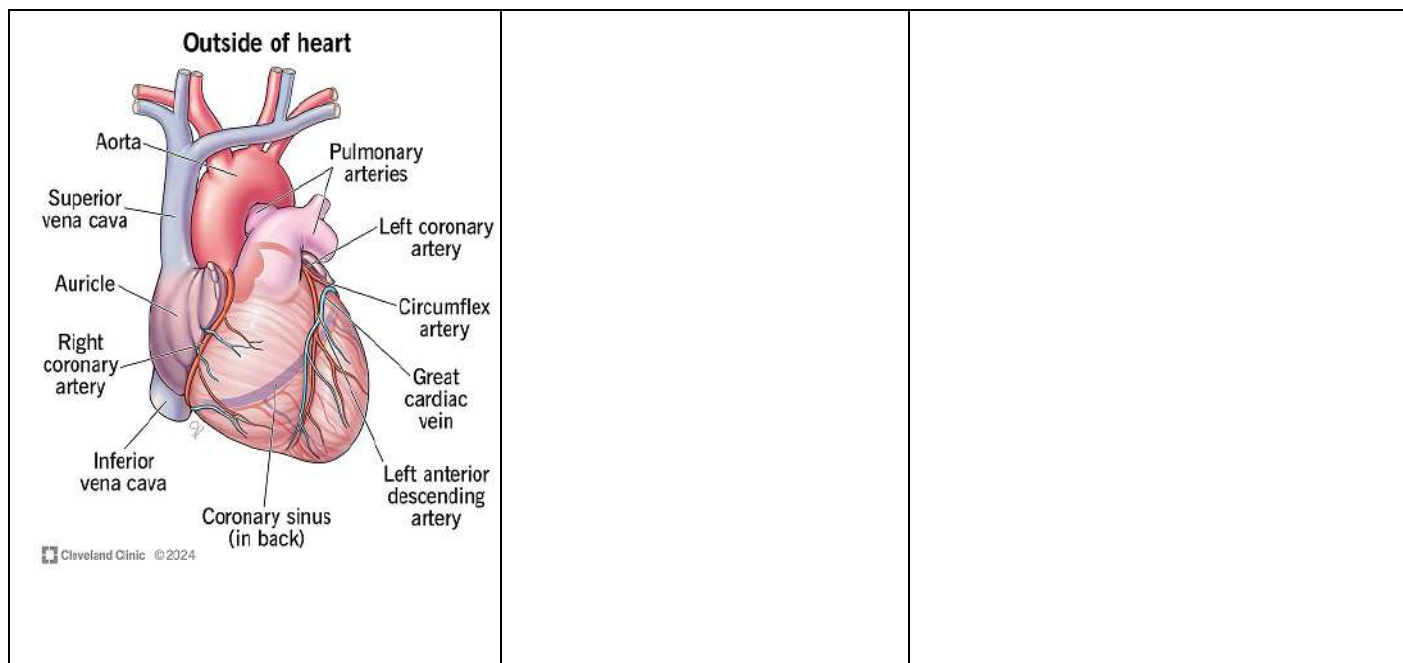 Outside of heart
Aorta
Pulmonary
arteries
Superior
vena cava
Left coronary
artery
Auricle
Circumflex
artery
Right
coronary
artery
Great
cardiac
vein
Inferior
vena cava
Left anterior
descending
artery
Coronary sinus
(in back)
Cleveland Clinic ©2024